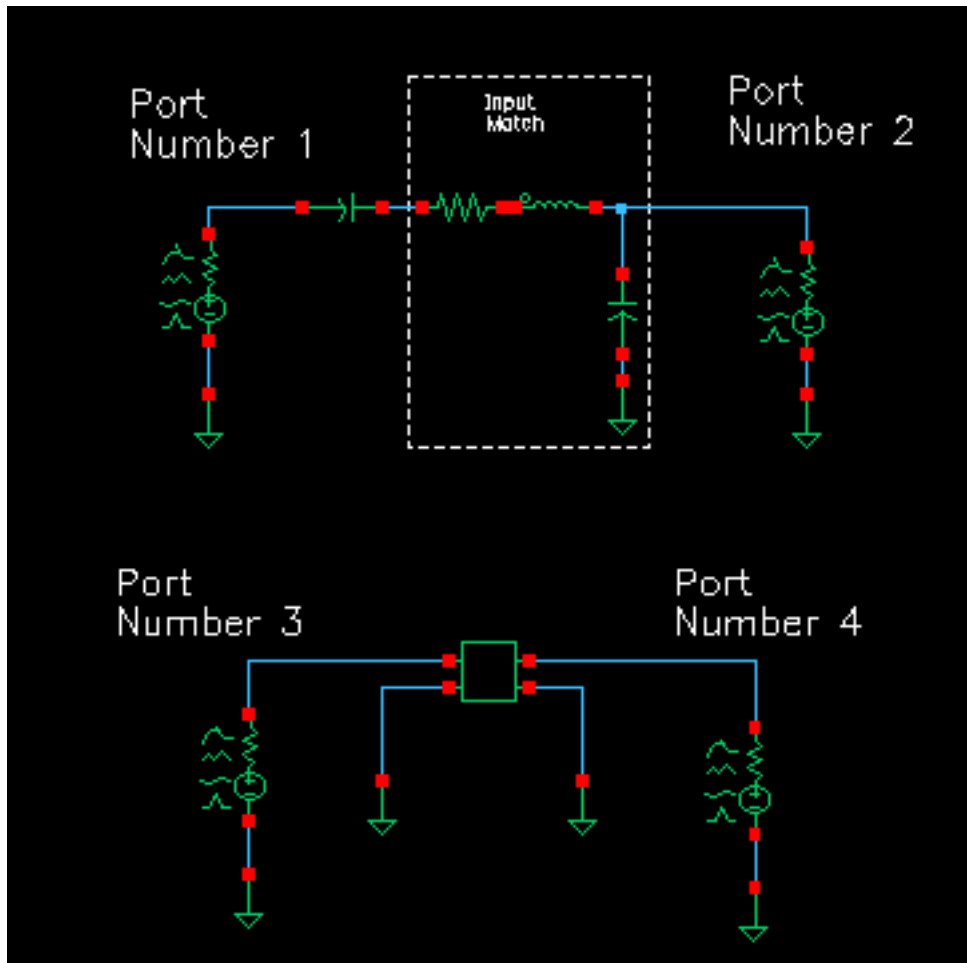 Port
Number 1
Input
Match
Port
Number 2
Port
Number 3
Port
Number 4